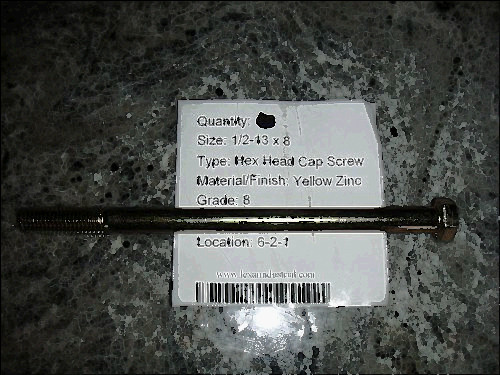 Quantity:
Size: 1/2-13 x 8
Type: Hex Head Cap Screw
Material/Finish: Yellow Zinc
Grade: 8
Location: 6-2-1